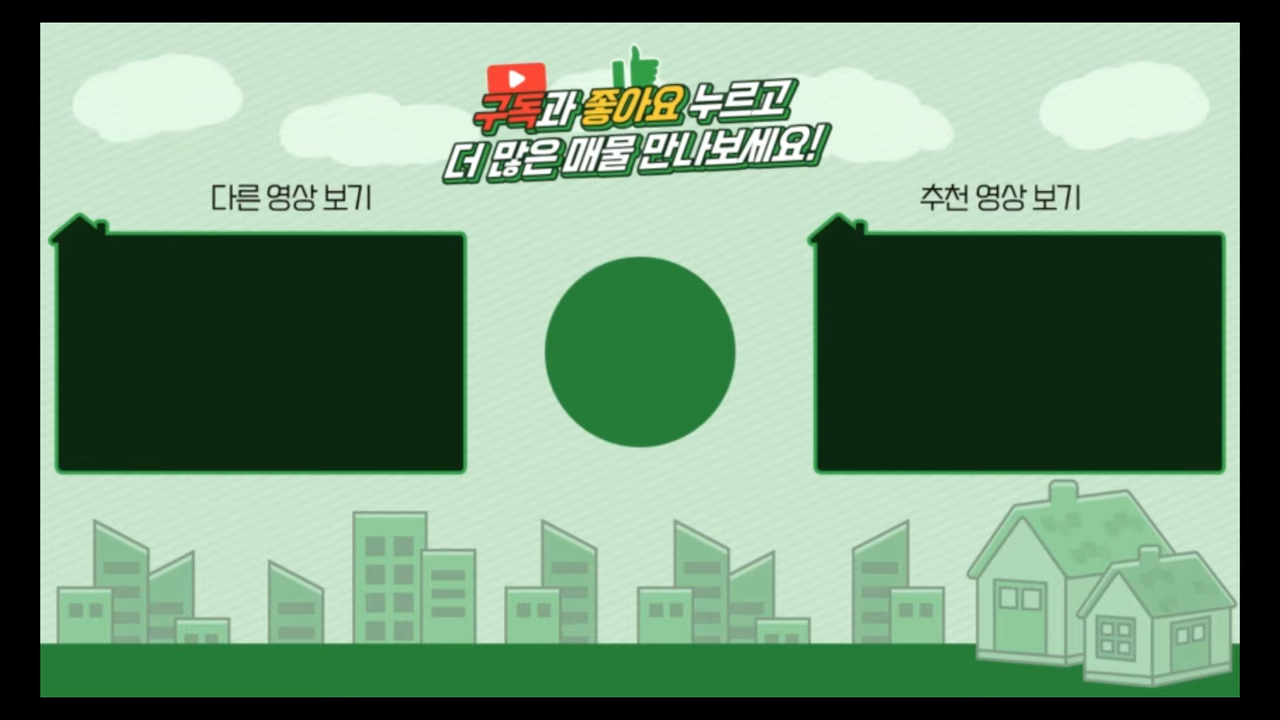 구독과 좋아요 누르고
더 많은 매물 만나보세요!
다른 영상 보기
추천 영상 보기